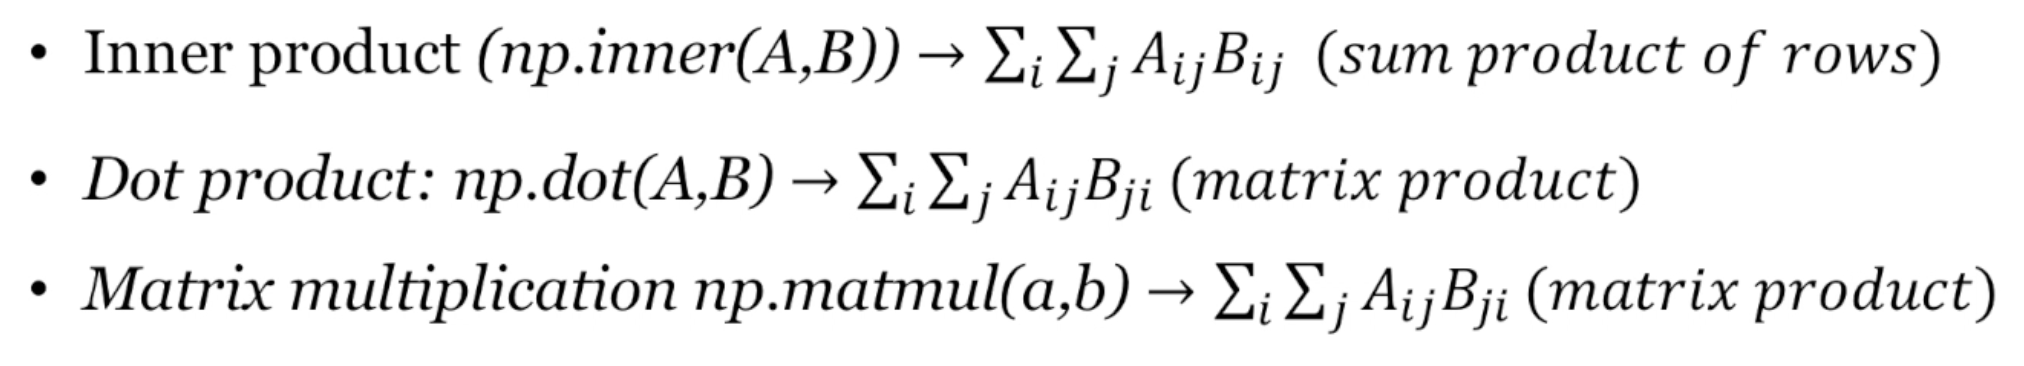 • Inner product (np.inner(A,B)) → ∑ᵢ ∑ⱼ AᵢⱼBᵢⱼ (sum product of rows)
• Dot product: np.dot(A,B) → ∑ᵢ ∑ⱼ AᵢⱼBⱼᵢ (matrix product)
• Matrix multiplication np.matmul(a,b) → ∑ᵢ ∑ⱼ AᵢⱼBⱼᵢ (matrix product)